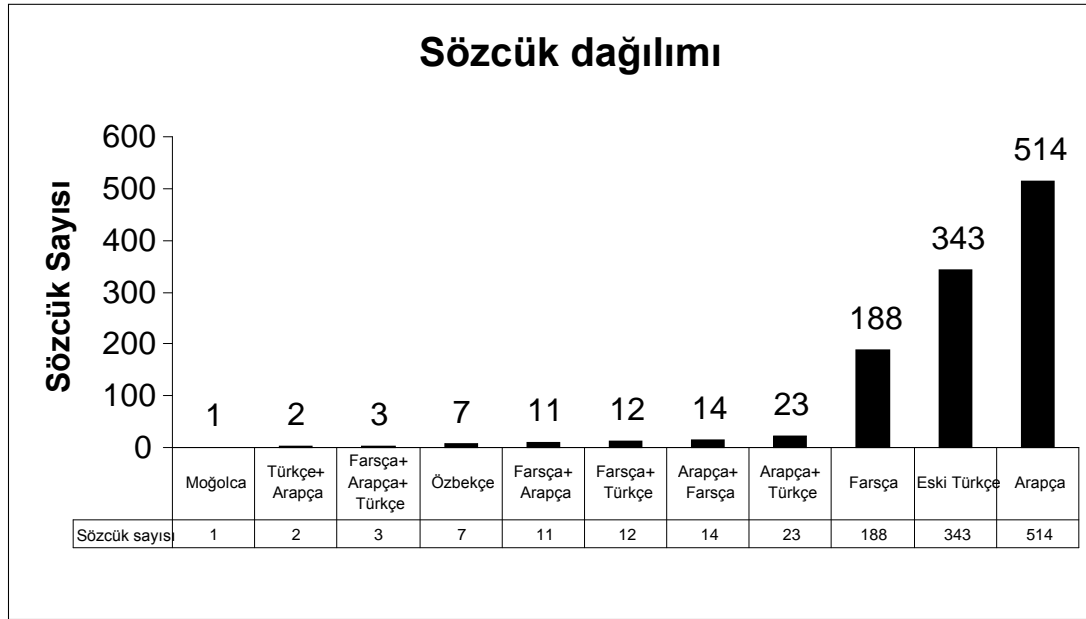 Sözcük dağılımı
Sözcük Sayısı
600
500
400
300
200
100
0
1
2
3
7
11
12
14
23
188
343
514
Moğolca
Türkçe+
Arapça
Farsça+
Arapça+
Türkçe
Özbekçe
Farsça+
Arapça
Farsça+
Türkçe
Arapça+
Farsça
Arapça+
Türkçe
Farsça
Eski Türkçe
Arapça
Sözcük sayısı 1 2 3 7 11 12 14 23 188 343 514